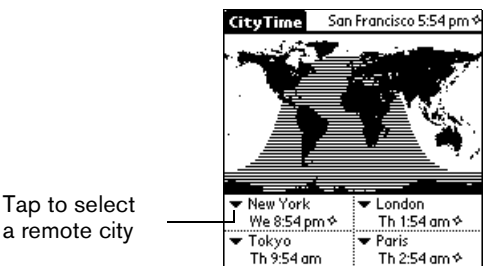 CityTime San Francisco 5:54 pm
Tap to select
a remote city
New York London
We 8:54 pm Th 1:54 am
Tokyo Paris
Th 9:54 am Th 2:54 am